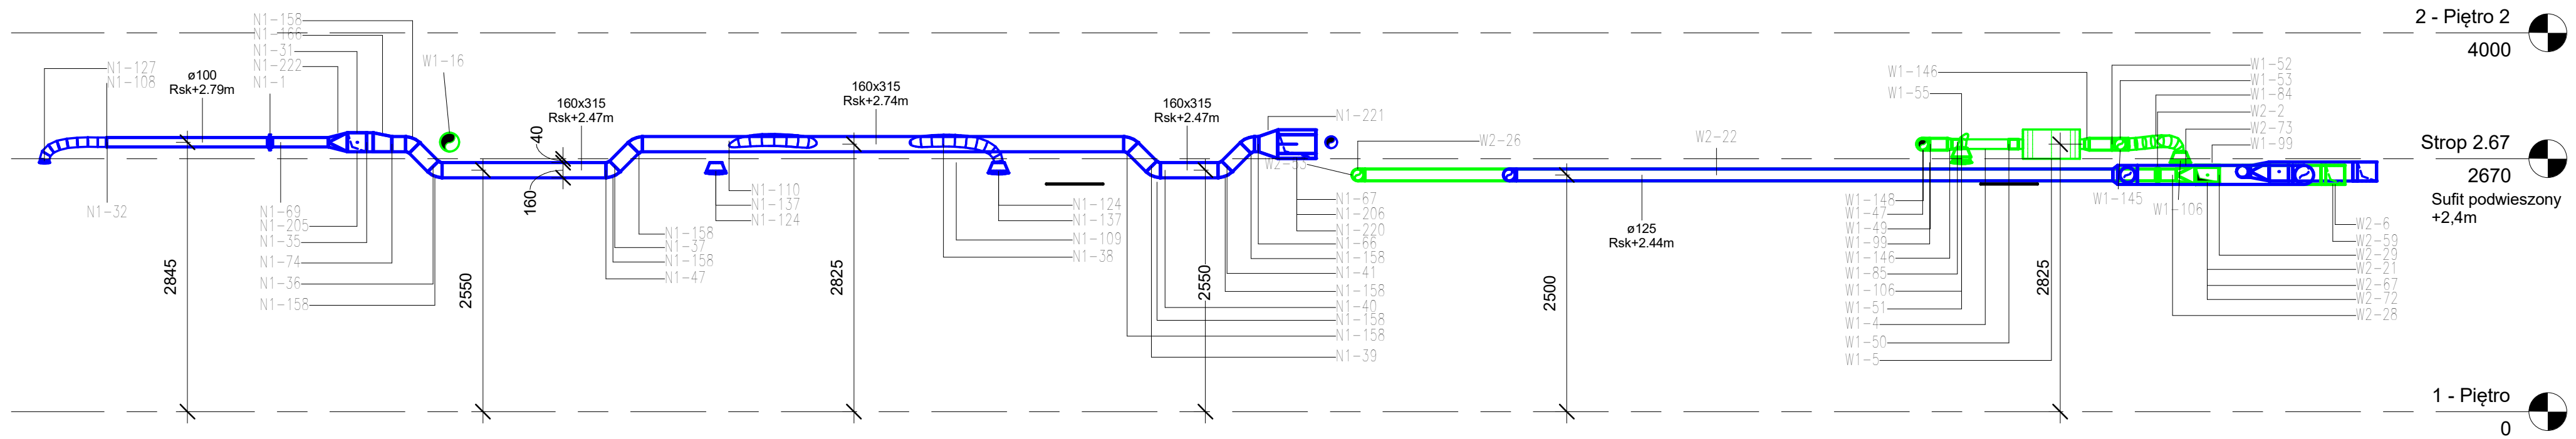 N1-158
N1-166
N1-31
N1-222
N1-1
N1-127
N1-108
ø100
Rsk+2.79m
W1-16
160x315
Rsk+2.47m
40
160
160x315
Rsk+2.74m
160x315
Rsk+2.47m
N1-221
W2-26
W2-22
W1-146
W1-55
W1-52
W1-53
W1-84
W2-2
W2-73
W1-99
2 - Piętro 2
4000
Strop 2.67
2670
Sufit podwieszony
+2,4m
1 - Piętro
0
N1-32
N1-69
N1-205
N1-35
N1-74
N1-36
N1-158
2845
2550
N1-158
N1-37
N1-158
N1-47
N1-110
N1-137
N1-124
2825
N1-124
N1-137
N1-109
N1-38
2550
N1-67
N1-206
N1-220
N1-66
N1-158
N1-41
N1-158
N1-40
N1-158
N1-158
N1-39
2500
ø125
Rsk+2.44m
W1-148
W1-47
W1-49
W1-99
W1-146
W1-85
W1-106
W1-51
W1-4
W1-50
W1-5
2825
W1-145
W1-106
W2-6
W2-59
W2-29
W2-21
W2-67
W2-72
W2-28